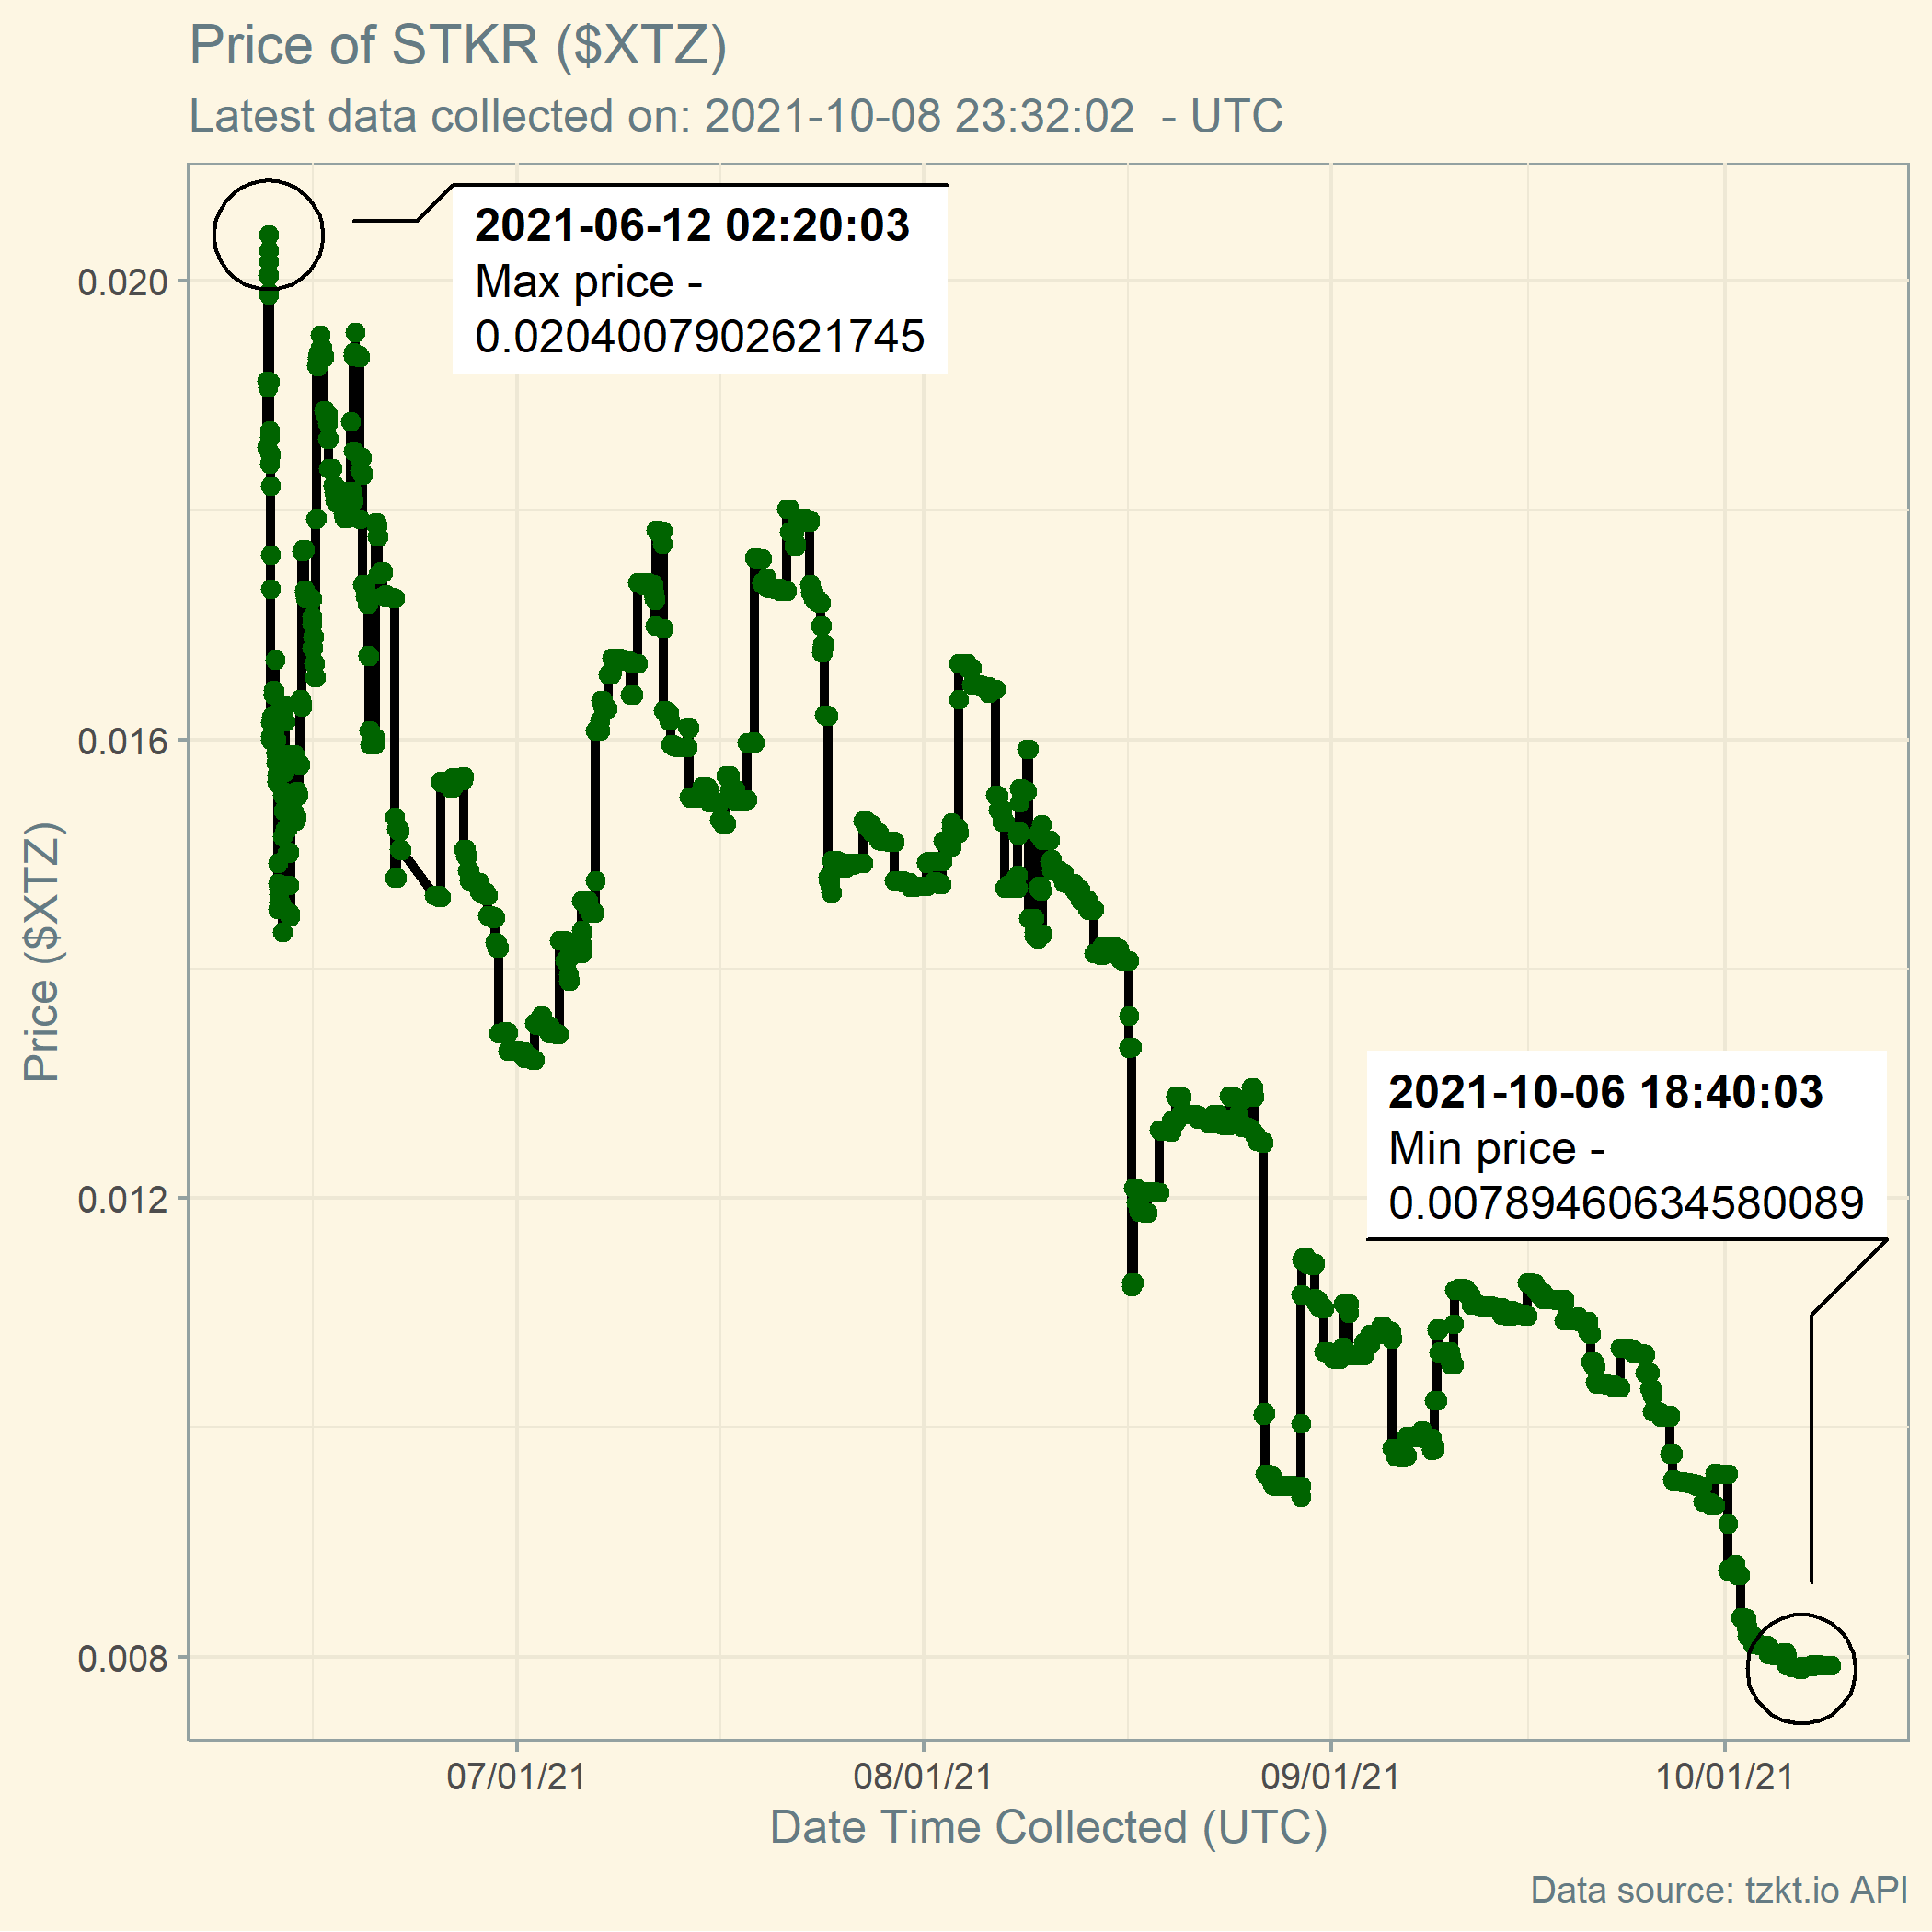 Price of STKR ($XTZ)
Latest data collected on: 2021-10-08 23:32:02  - UTC
2021-06-12 02:20:03
Max price -
0.0204007902621745
0.020
0.016
0.012
0.008
Price ($XTZ)
2021-10-06 18:40:03
Min price -
0.00789460634580089
07/01/21
08/01/21
09/01/21
10/01/21
Date Time Collected (UTC)
Data source: tzkt.io API